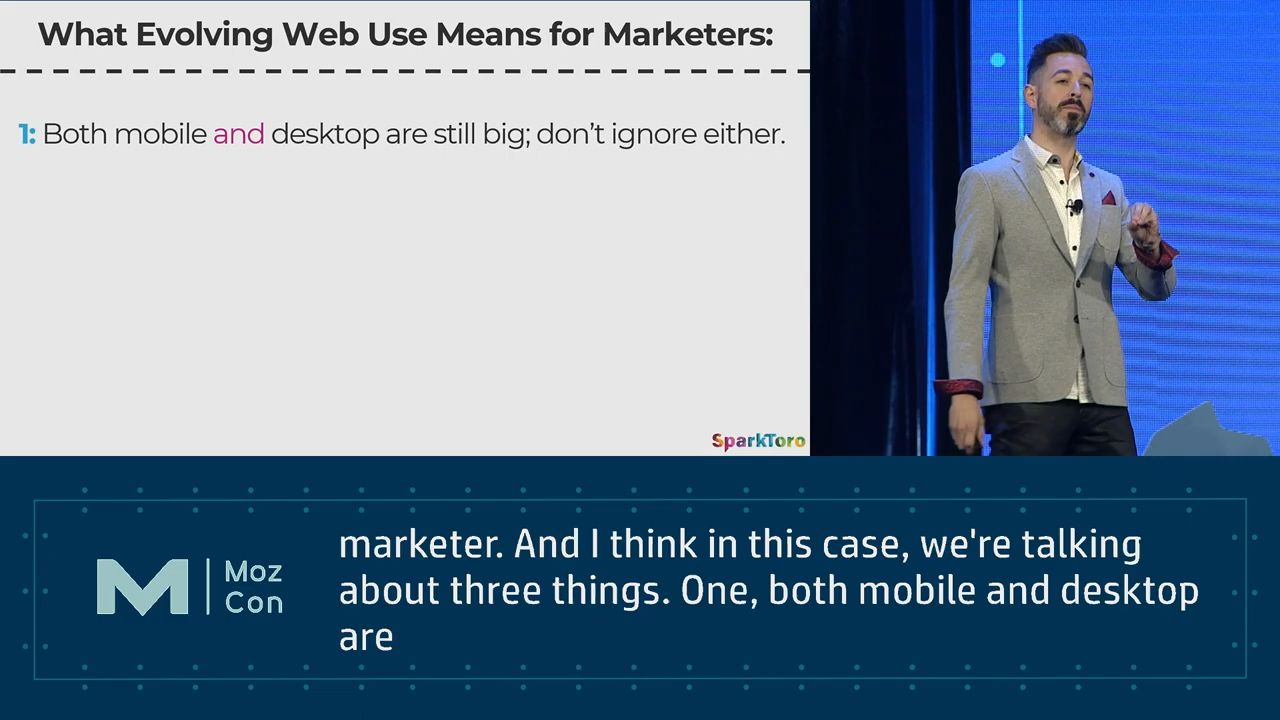 What Evolving Web Use Means for Marketers:
1: Both mobile and desktop are still big; don’t ignore either.
SparkToro
Moz
Con
marketer. And I think in this case, we're talking
about three things. One, both mobile and desktop
are